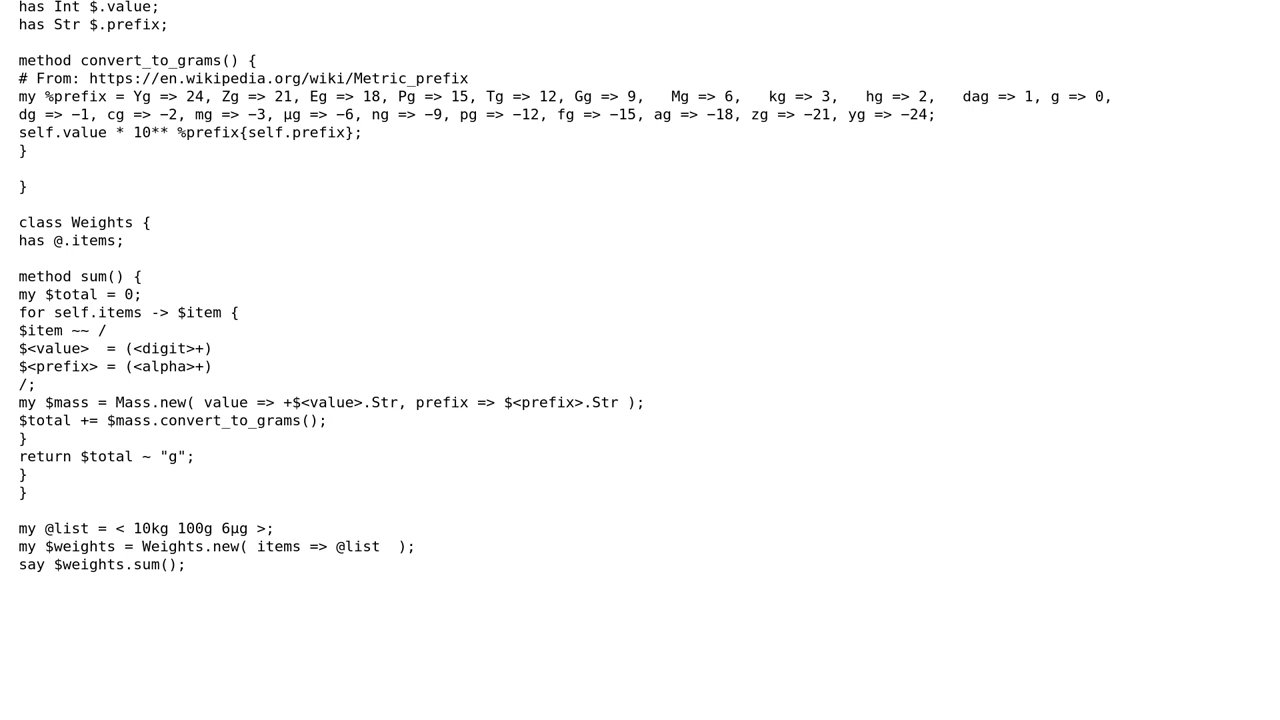 has Int $.value;
has Str $.prefix;
method convert_to_grams() {
# From: https://en.wikipedia.org/wiki/Metric_prefix
my %prefix = Yg => 24, Zg => 21, Eg => 18, Pg => 15, Tg => 12, Gg => 9,   Mg => 6,   kg => 3,   hg => 2,   dag => 1, g => 0,
dg => −1, cg => −2, mg => −3, µg => −6, ng => −9, pg => −12, fg => −15, ag => −18, zg => −21, yg => −24;
self.value * 10** %prefix{self.prefix};
}
}
class Weights {
has @.items;
method sum() {
my $total = 0;
for self.items -> $item {
$item ~~ /
$<value>  = (<digit>+)
$<prefix> = (<alpha>+)
/;
my $mass = Mass.new( value => +$<value>.Str, prefix => $<prefix>.Str );
$total += $mass.convert_to_grams();
}
return $total ~ "g";
}
}
my @list = < 10kg 100g 6µg >;
my $weights = Weights.new( items => @list  );
say $weights.sum();